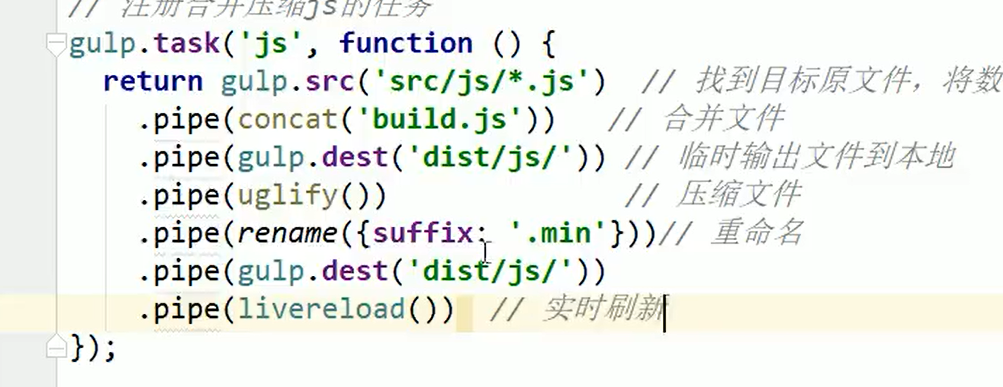 // 注册合并压缩js的任务
gulp.task('js', function () {
return gulp.src('src/js/*.js') // 找到目标原文件，将数
.pipe(concat('build.js')) // 合并文件
.pipe(gulp.dest('dist/js/')) // 临时输出文件到本地
.pipe(uglify()) // 压缩文件
.pipe(rename({suffix: '.min'}))// 重命名
.pipe(gulp.dest('dist/js/'))
.pipe(livereload()) // 实时刷新
});